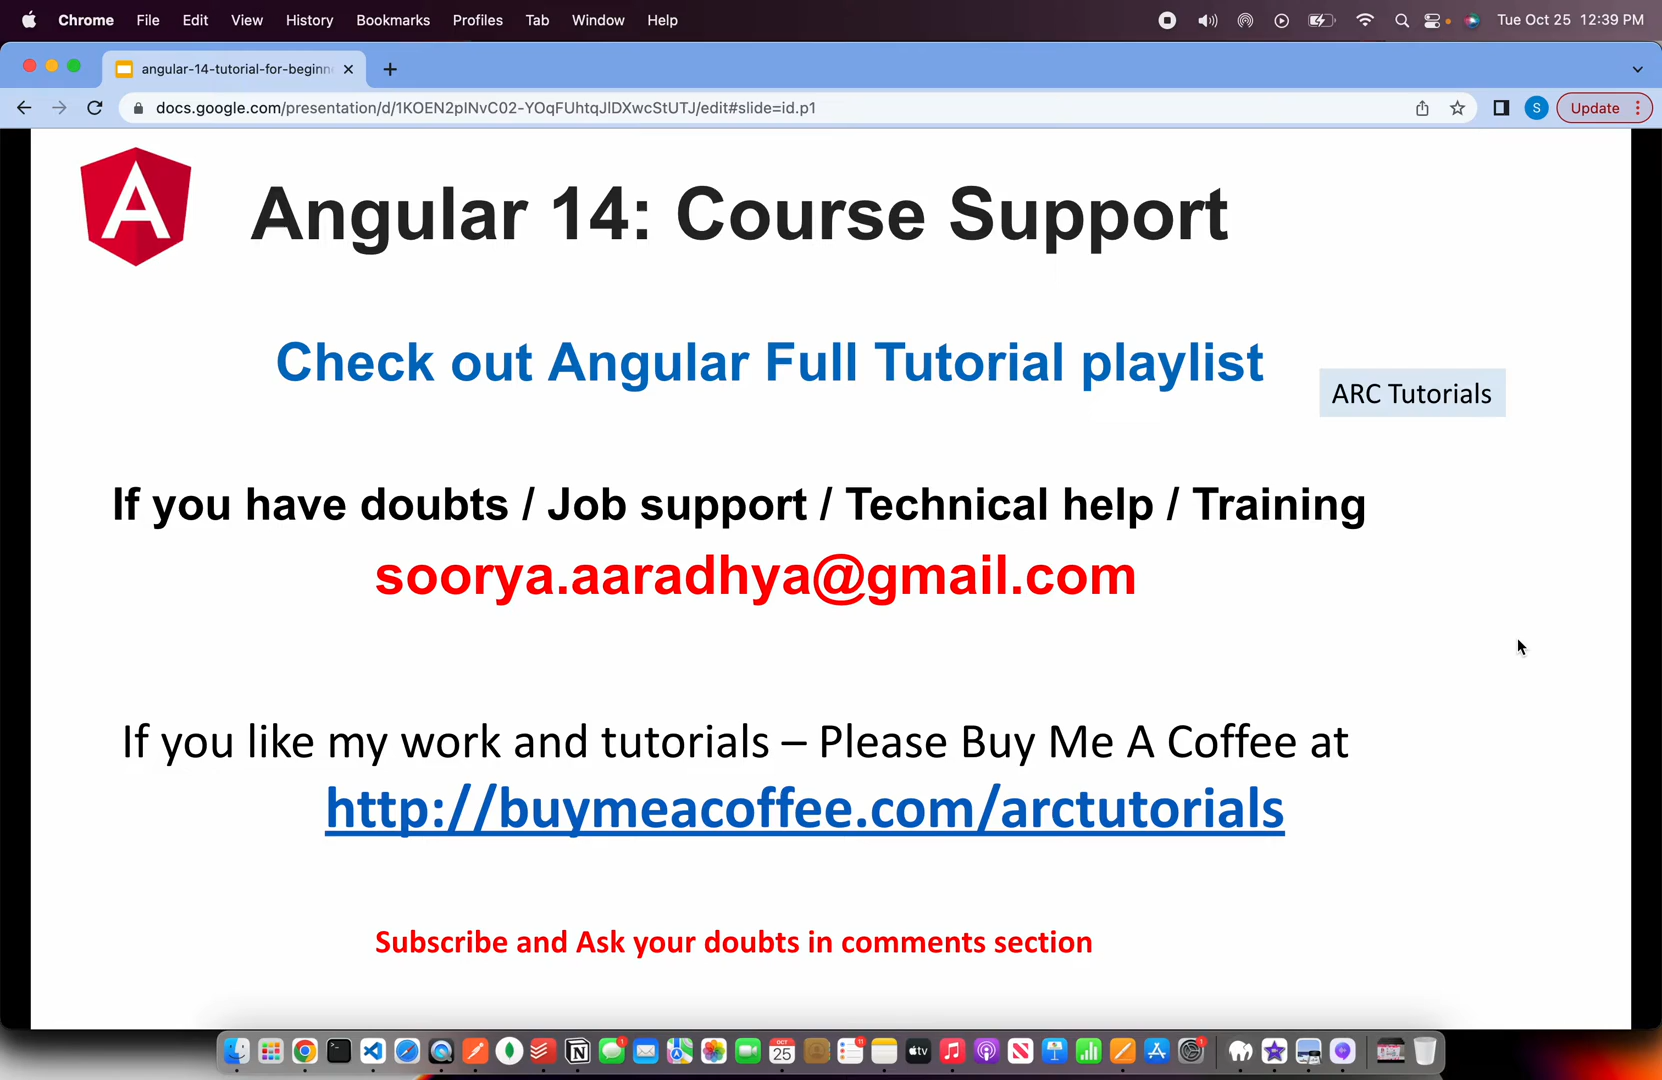 Chrome File Edit View History Bookmarks Profiles Tab Window Help Tue Oct 25 12:39 PM
angular-14-tutorial-for-beginn
docs.google.com/presentation/d/1KOEN2pINvC02-YOqFUhtqJIDXwcStUTJ/edit#slide=id.p1 S Update
A Angular 14: Course Support
Check out Angular Full Tutorial playlist
ARC Tutorials
If you have doubts / Job support / Technical help / Training
soorya.aaradhya@gmail.com
If you like my work and tutorials – Please Buy Me A Coffee at
http://buymeacoffee.com/arctutorials
Subscribe and Ask your doubts in comments section
OCT
25
tv